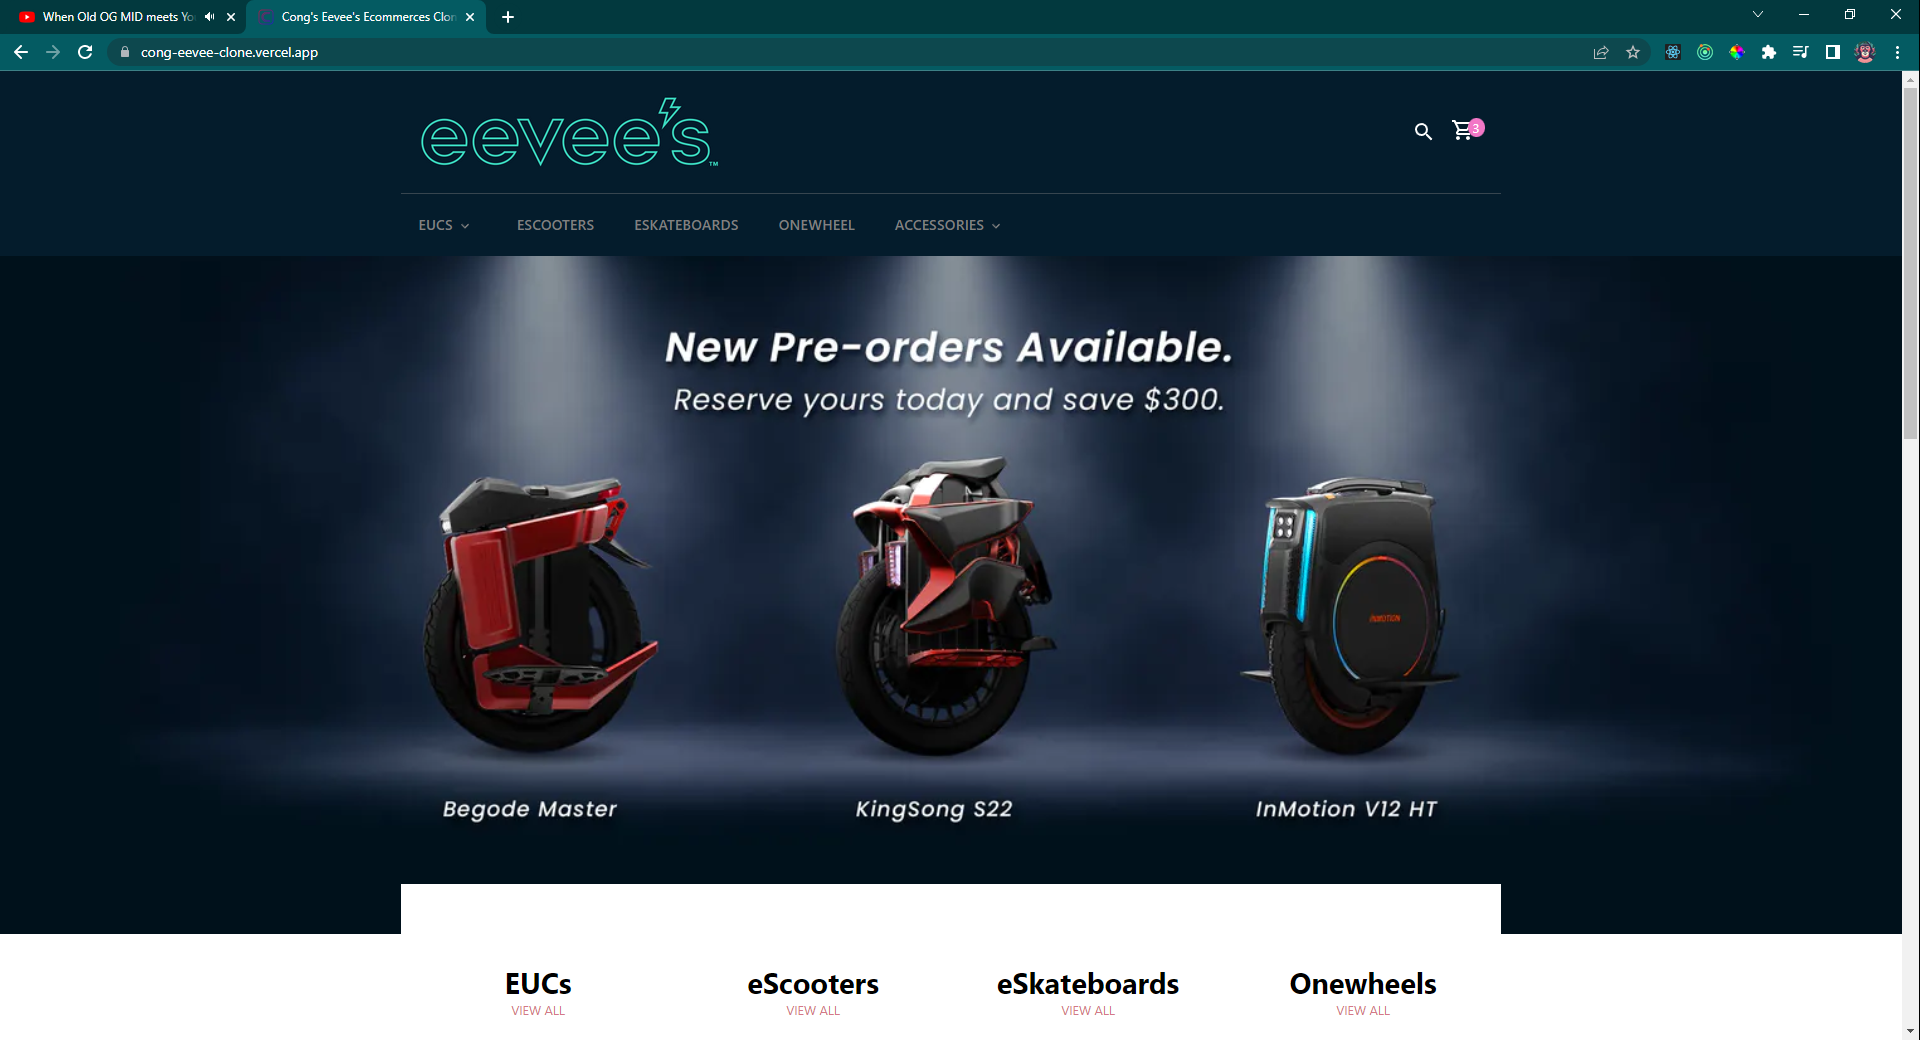 When Old OG MID meets Yo
Cong's Eevee's Ecommerces Clon
cong-eevee-clone.vercel.app
eevee's™
3
EUCS
ESCOOTERS
ESKATEBOARDS
ONEWHEEL
ACCESSORIES
New Pre-orders Available.
Reserve yours today and save $300.
INMOTION
Begode Master
KingSong S22
InMotion V12 HT
EUCs
eScooters
eSkateboards
Onewheels
VIEW ALL
VIEW ALL
VIEW ALL
VIEW ALL